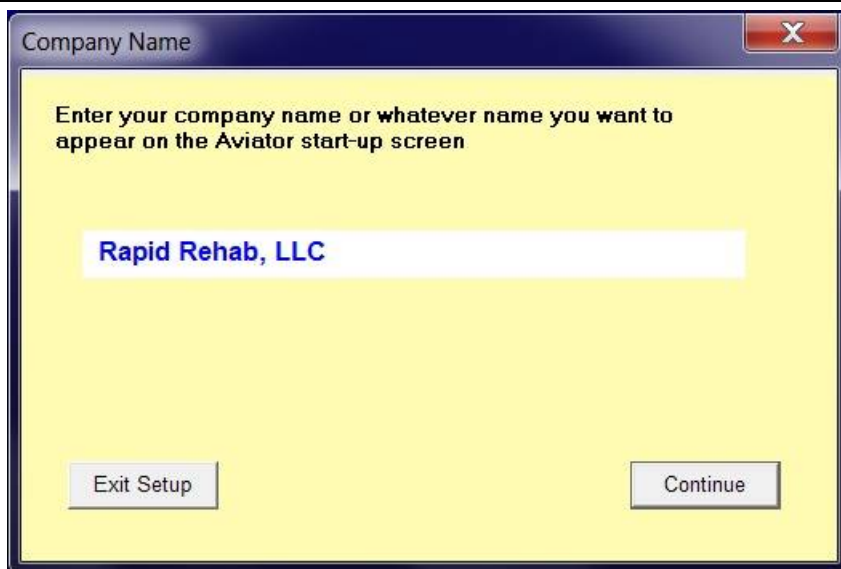 Company Name
Enter your company name or whatever name you want to
appear on the Aviator start-up screen
Rapid Rehab, LLC
Exit Setup
Continue